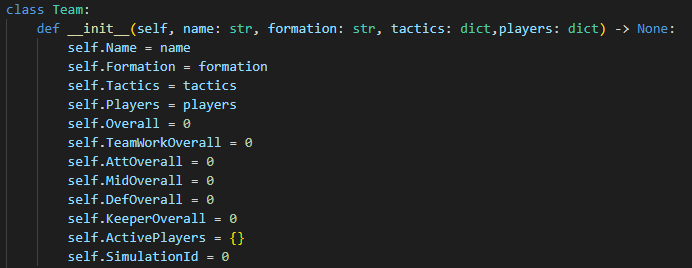 class Team:
    def __init__(self, name: str, formation: str, tactics: dict,players: dict) -> None:
        self.Name = name
        self.Formation = formation
        self.Tactics = tactics
        self.Players = players
        self.Overall = 0
        self.TeamWorkOverall = 0
        self.AttOverall = 0
        self.MidOverall = 0
        self.DefOverall = 0
        self.KeeperOverall = 0
        self.ActivePlayers = {}
        self.SimulationId = 0